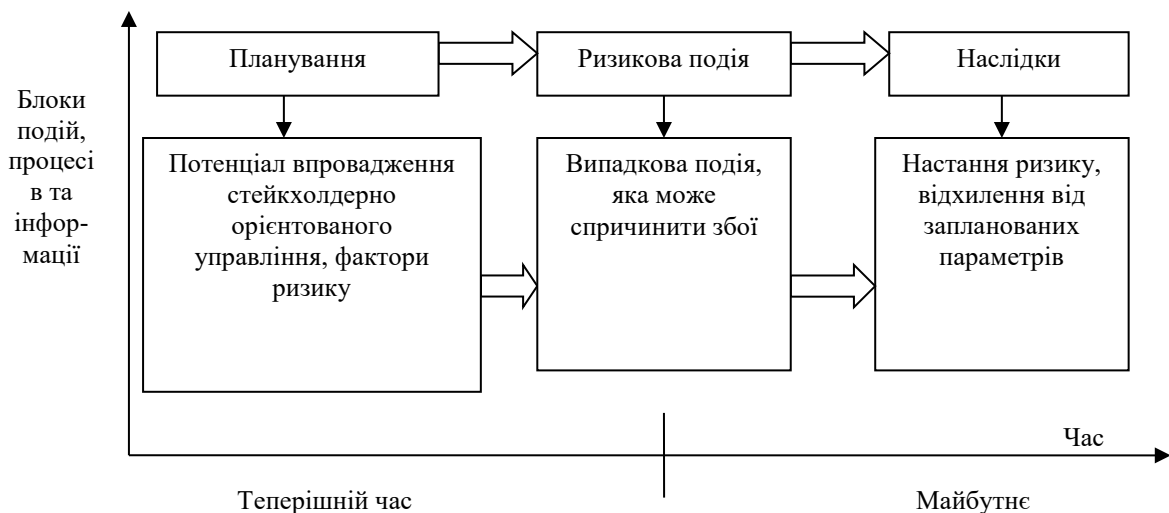 Блоки
подій,
процесі
в та
інфор-
мації
Планування
Ризикова подія
Наслідки
Потенціал впровадження
стейкхолдерно
орієнтованого
управління, фактори
ризику
Випадкова подія,
яка може
спричинити збої
Настання ризику,
відхилення від
запланованих
параметрів
Час
Теперішній час
Майбутнє